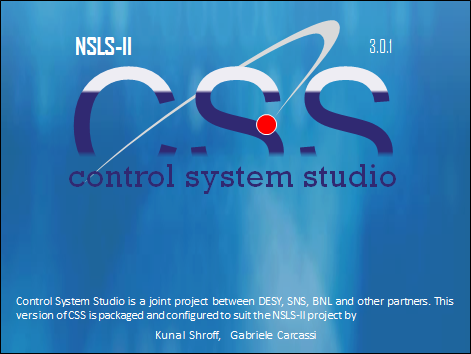 NSLS-II
3.0.1
CSS
control system studio
Control System Studio is a joint project between DESY, SNS, BNL and other partners. This
version of CSS is packaged and configured to suit the NSLS-II project by
Kunal Shroff, Gabriele Carcassi